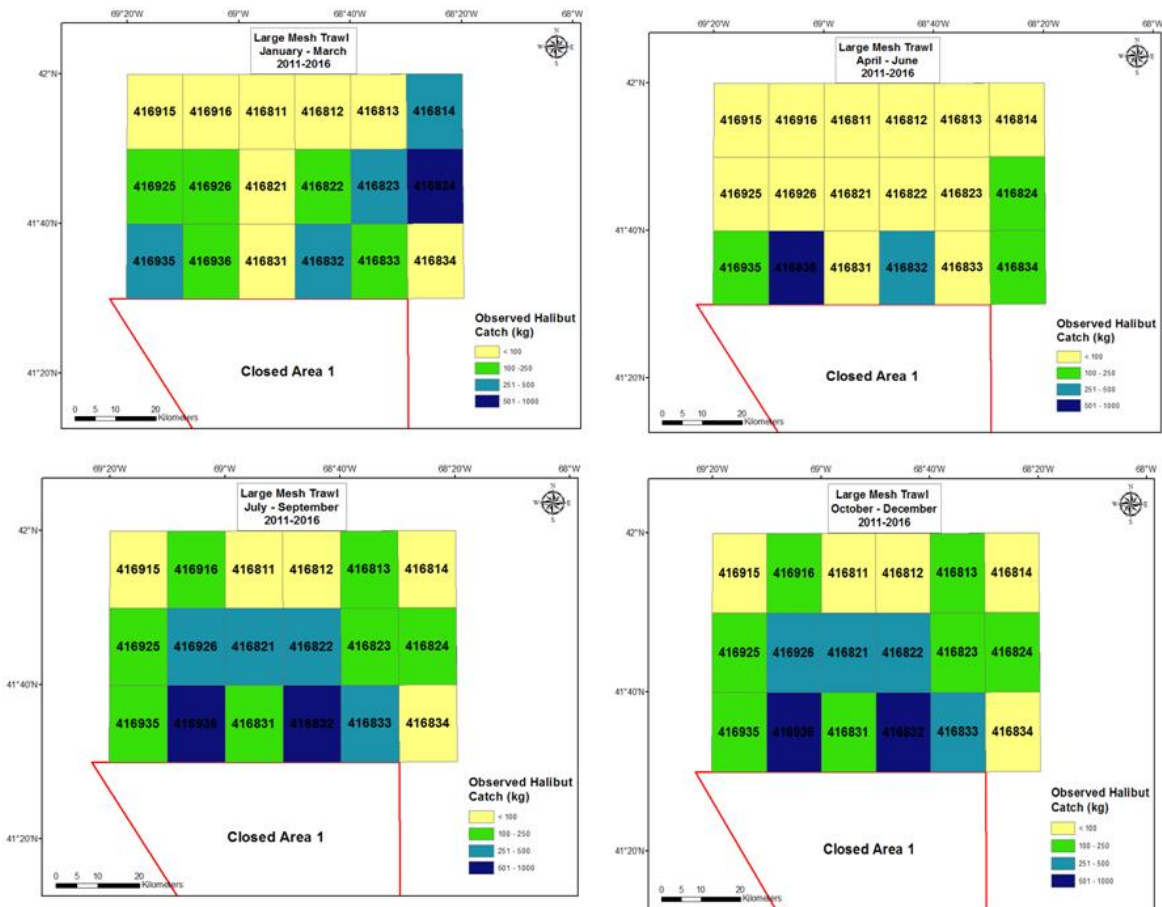 69°20'W 69°W 68°40'W 68°20'W 68°W
Large Mesh Trawl
January - March
2011-2016
N
W E
S
42°N
416915 416916 416811 416812 416813 416814
416925 416926 416821 416822 416823 416824
41°40'N
416935 416936 416831 416832 416833 416834
Observed Halibut
Catch (kg)
< 100
100 -250
251 - 500
501 - 1000
41°20'N
Closed Area 1
0 5 10 20
Kilometers
69°20'W 69°W 68°40'W 68°20'W 68°W
Large Mesh Trawl
April - June
2011-2016
N
W E
S
42°N
416915 416916 416811 416812 416813 416814
416925 416926 416821 416822 416823 416824
41°40'N
416935 416936 416831 416832 416833 416834
Observed Halibut
Catch (kg)
< 100
100 - 250
251 - 500
501 - 1000
41°20'N
Closed Area 1
0 5 10 20
Kilometers
69°20'W 69°W 68°40'W 68°20'W 68°W
Large Mesh Trawl
July - September
2011-2016
N
W E
S
42°N
416915 416916 416811 416812 416813 416814
416925 416926 416821 416822 416823 416824
41°40'N
416935 416936 416831 416832 416833 416834
Observed Halibut
Catch (kg)
< 100
100 - 250
251 - 500
501 - 1000
41°20'N
Closed Area 1
0 5 10 20
Kilometers
69°20'W 69°W 68°40'W 68°20'W 68°W
Large Mesh Trawl
October - December
2011-2016
N
W E
S
42°N
416915 416916 416811 416812 416813 416814
416925 416926 416821 416822 416823 416824
41°40'N
416935 416936 416831 416832 416833 416834
Observed Halibut
Catch (kg)
< 100
100 - 250
251 - 500
501 - 1000
41°20'N
Closed Area 1
0 5 10 20
Kilometers